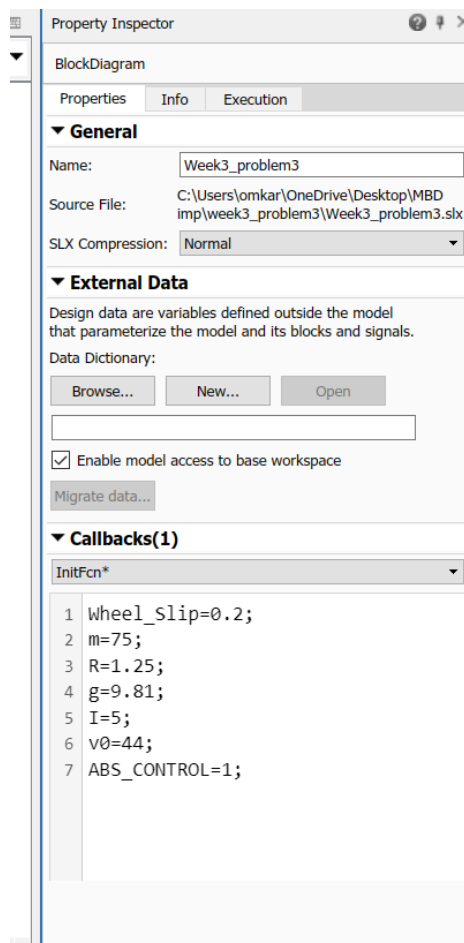 Property Inspector
BlockDiagram
Properties Info Execution
General
Name: Week3_problem3
Source File: C:\Users\omkar\OneDrive\Desktop\MBD
imp\week3_problem3\Week3_problem3.slx
SLX Compression: Normal
External Data
Design data are variables defined outside the model
that parameterize the model and its blocks and signals.
Data Dictionary:
Browse... New... Open
Enable model access to base workspace
Migrate data...
Callbacks(1)
InitFcn*
1 Wheel_Slip=0.2;
2 m=75;
3 R=1.25;
4 g=9.81;
5 I=5;
6 v0=44;
7 ABS_CONTROL=1;